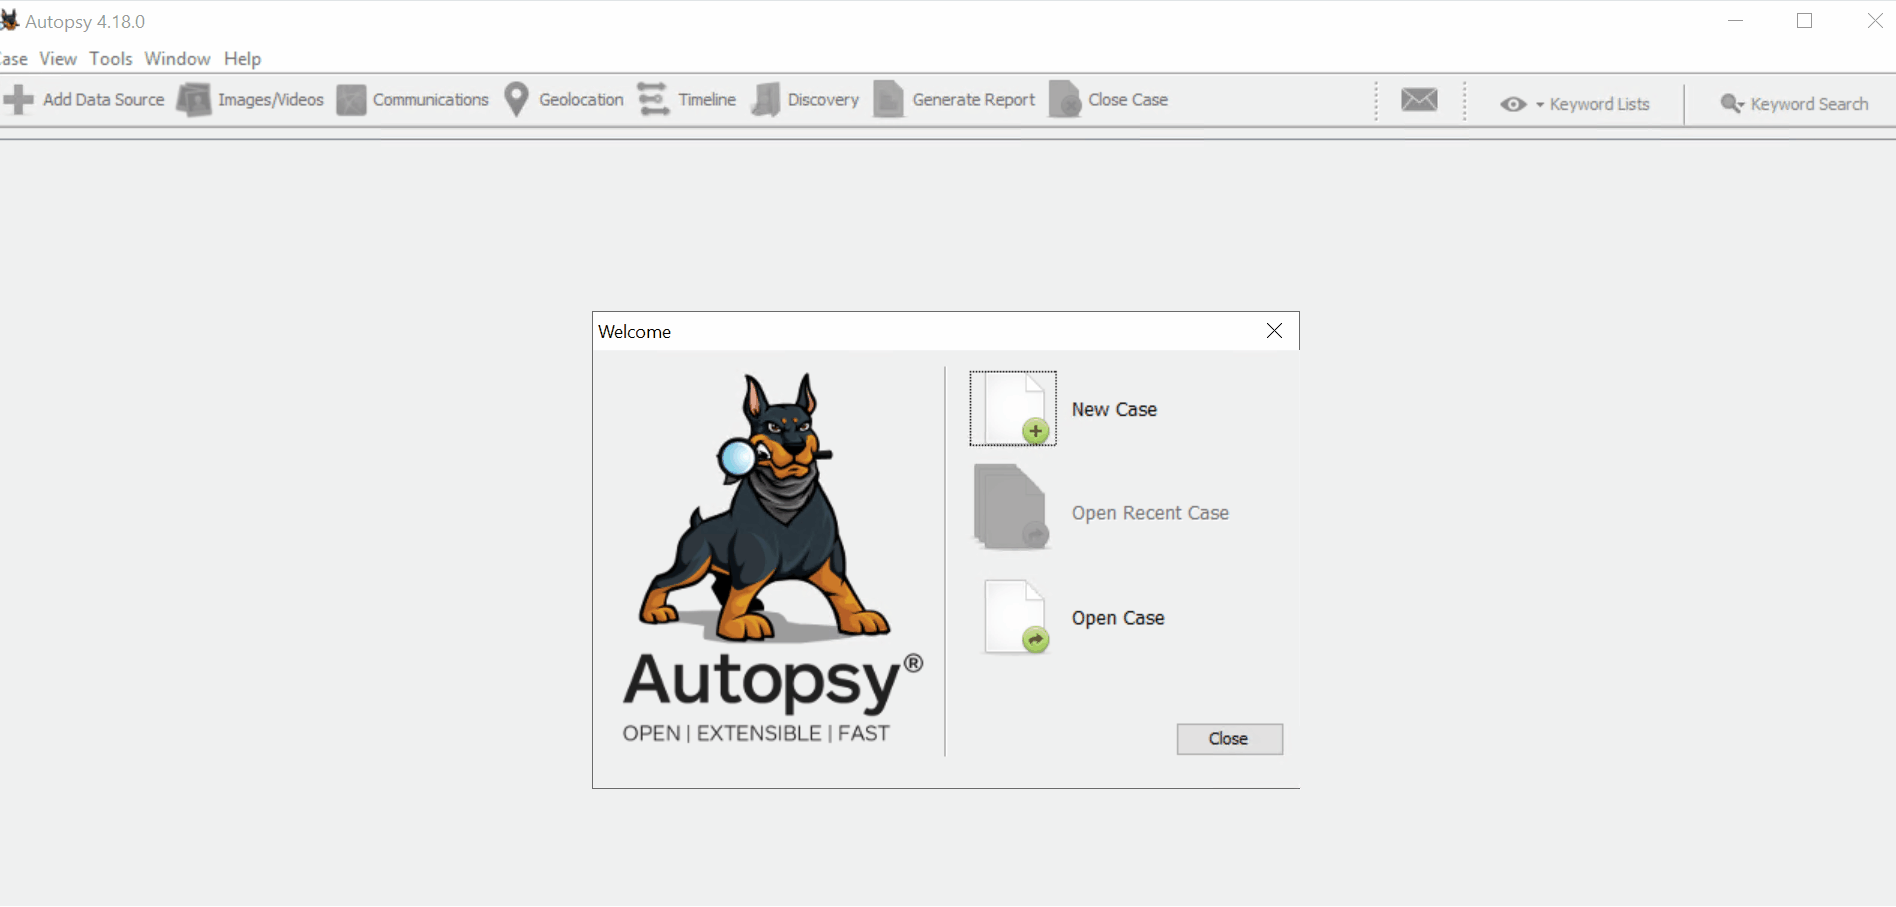 Autopsy 4.18.0
ase View Tools Window Help
Add Data Source Images/Videos Communications Geolocation Timeline Discovery Generate Report Close Case Keyword Lists Keyword Search
Welcome
New Case
Open Recent Case
Open Case
Autopsy®
OPEN | EXTENSIBLE | FAST
Close